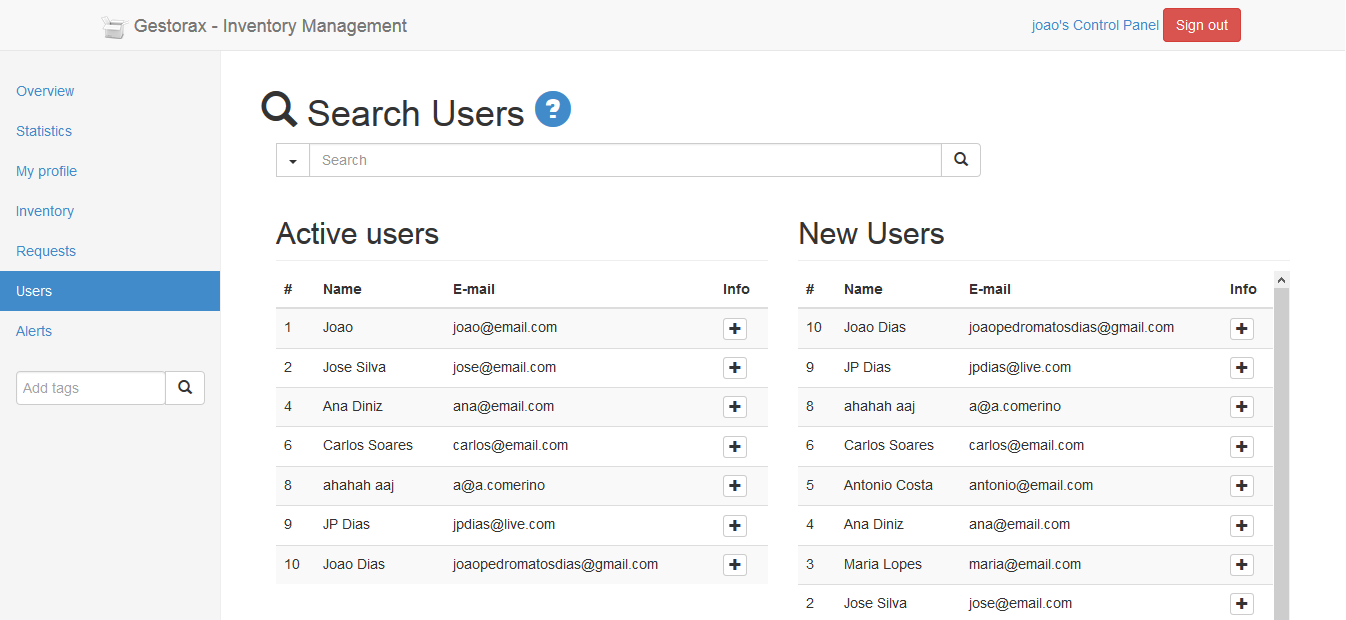 Gestorax - Inventory Management
joao's Control Panel Sign out
Overview
Statistics
My profile
Inventory
Requests
Users
Alerts
Add tags
Search Users ?
Search
Active users
# Name E-mail Info
1 Joao joao@email.com
2 Jose Silva jose@email.com
4 Ana Diniz ana@email.com
6 Carlos Soares carlos@email.com
8 ahahah aaj a@a.comerino
9 JP Dias jpdias@live.com
10 Joao Dias joaopedromatosdias@gmail.com
New Users
# Name E-mail Info
10 Joao Dias joaopedromatosdias@gmail.com
9 JP Dias jpdias@live.com
8 ahahah aaj a@a.comerino
6 Carlos Soares carlos@email.com
5 Antonio Costa antonio@email.com
4 Ana Diniz ana@email.com
3 Maria Lopes maria@email.com
2 Jose Silva jose@email.com